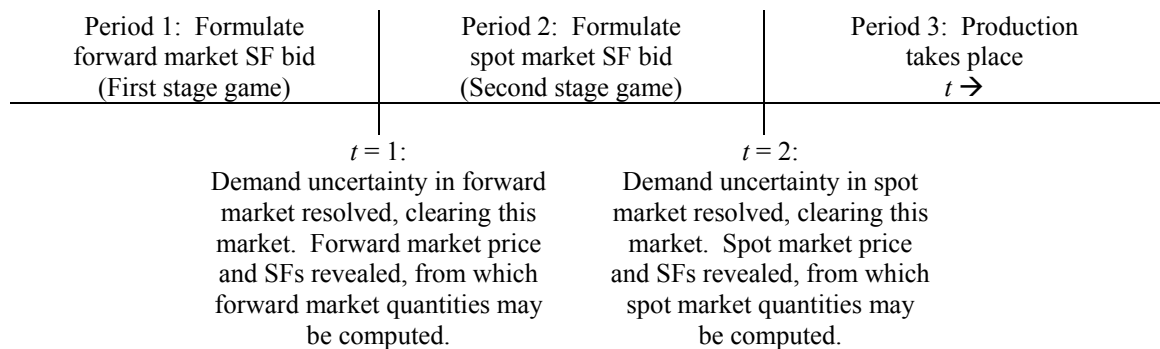 Period 1: Formulate
forward market SF bid
(First stage game)
Period 2: Formulate
spot market SF bid
(Second stage game)
Period 3: Production
takes place
t →
t = 1:
Demand uncertainty in forward
market resolved, clearing this
market. Forward market price
and SFs revealed, from which
forward market quantities may
be computed.
t = 2:
Demand uncertainty in spot
market resolved, clearing this
market. Spot market price
and SFs revealed, from which
spot market quantities may
be computed.